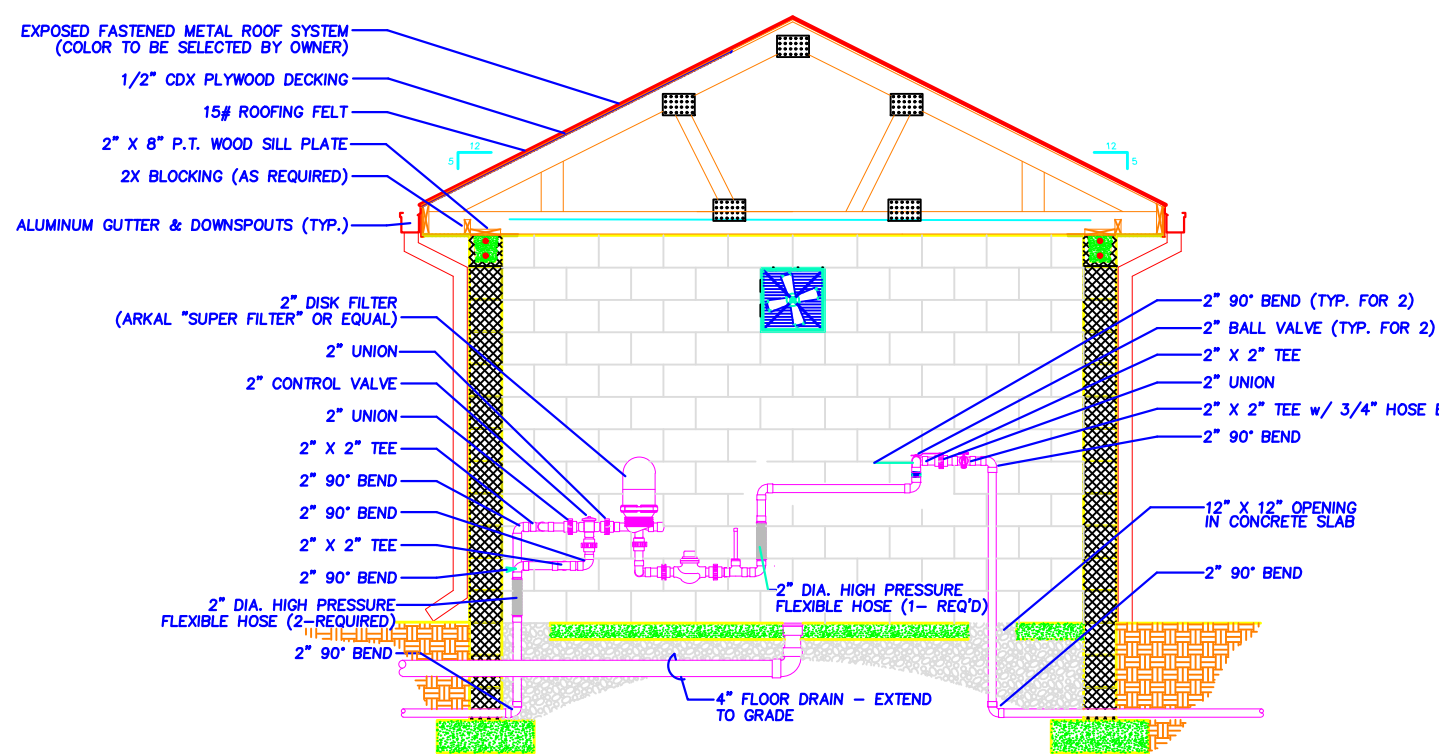 EXPOSED FASTENED METAL ROOF SYSTEM
(COLOR TO BE SELECTED BY OWNER)
1/2" CDX PLYWOOD DECKING
15# ROOFING FELT
2" X 8" P.T. WOOD SILL PLATE
2X BLOCKING (AS REQUIRED)
ALUMINUM GUTTER & DOWNSPOUTS (TYP.)
12
5
12
5
2" DISK FILTER
(ARKAL "SUPER FILTER" OR EQUAL)
2" UNION
2" CONTROL VALVE
2" UNION
2" X 2" TEE
2" 90° BEND
2" 90° BEND
2" X 2" TEE
2" 90° BEND
2" DIA. HIGH PRESSURE
FLEXIBLE HOSE (2-REQUIRED)
2" 90° BEND
2" 90° BEND (TYP. FOR 2)
2" BALL VALVE (TYP. FOR 2)
2" X 2" TEE
2" UNION
2" X 2" TEE w/ 3/4" HOSE
2" 90° BEND
12" X 12" OPENING
IN CONCRETE SLAB
2" 90° BEND
2" DIA. HIGH PRESSURE
FLEXIBLE HOSE (1- REQ'D)
4" FLOOR DRAIN - EXTEND
TO GRADE